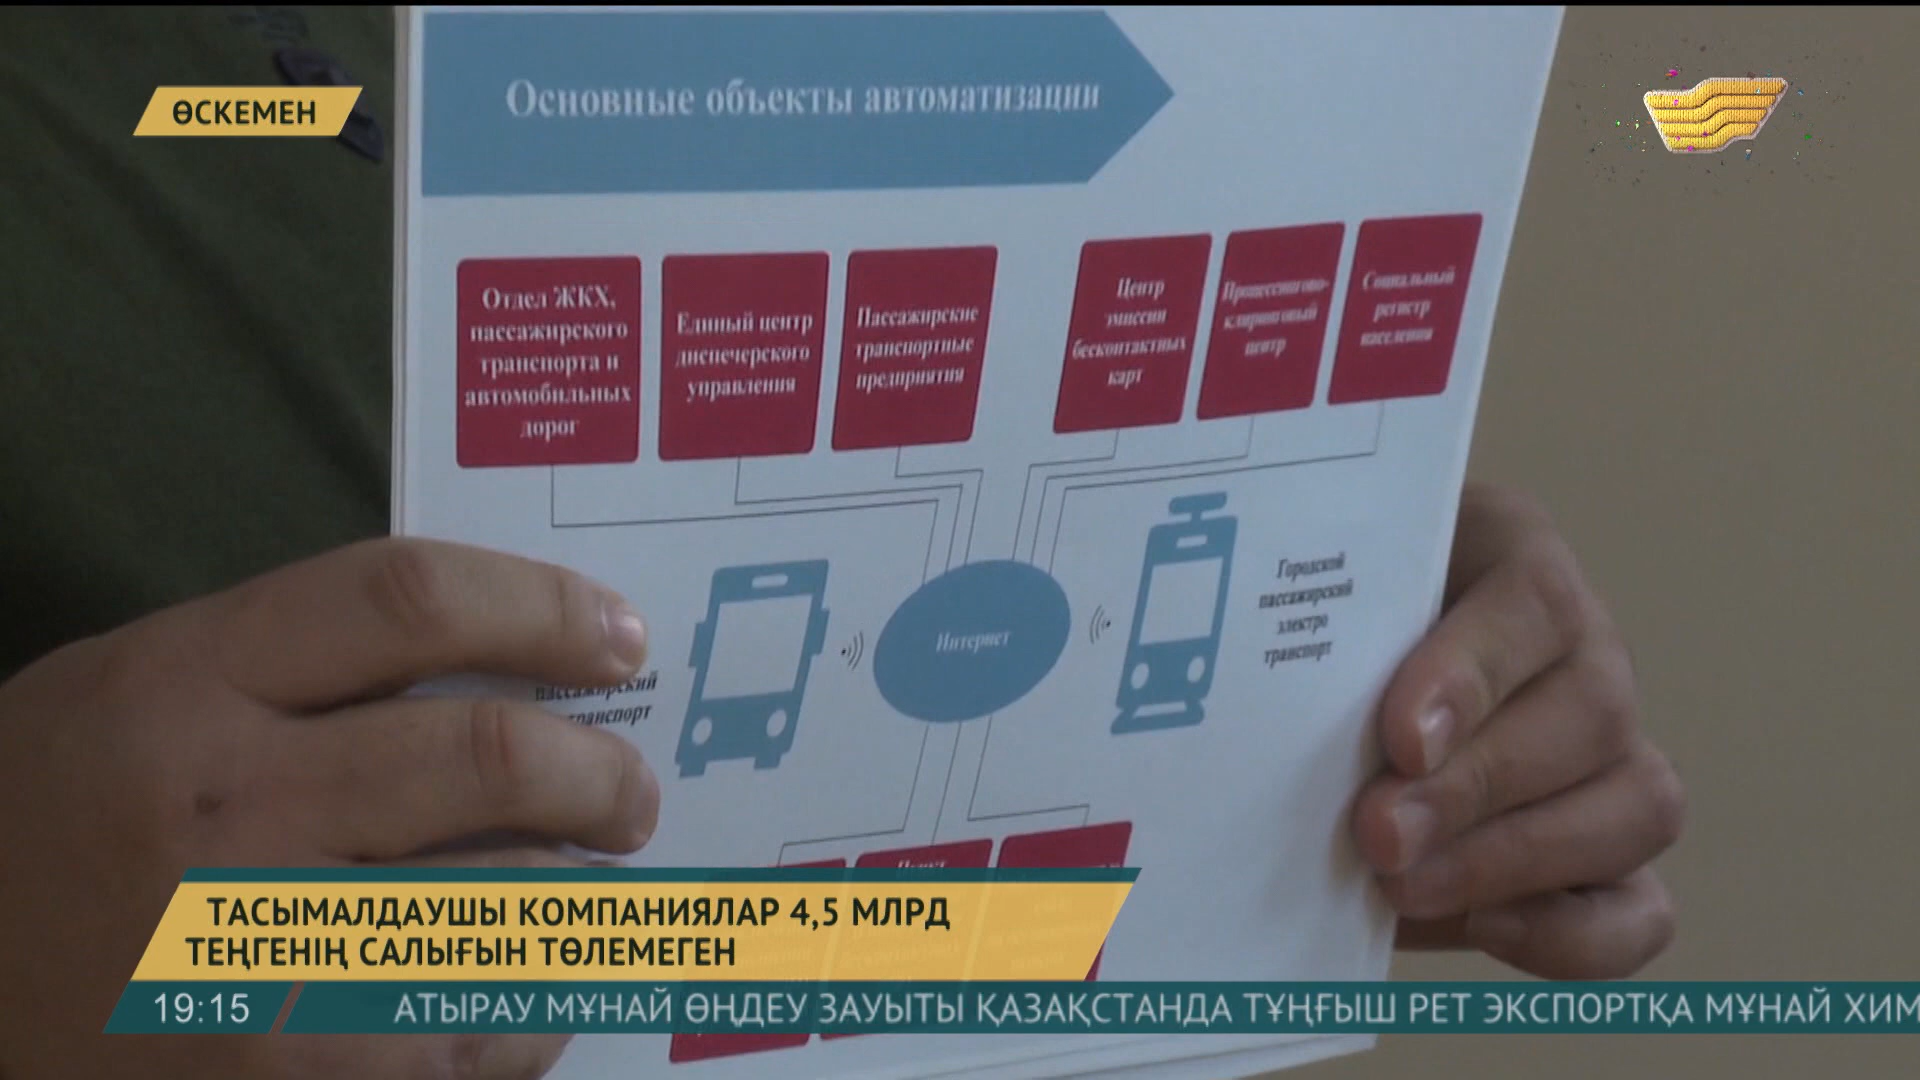 ӨСКЕМЕН
Основные объекты автоматизации
Отдел ЖКХ,
пассажирского
транспорта и
автомобильных
дорог
Единый центр
диспечерского
управления
Пассажирские
транспортные
предприятия
Центр
эмиссии
бесконтактных
карт
Процессингово-
клиринговый
центр
Социальный
регистр
населения
Интернет
Городской
пассажирский
электро
транспорт
пассажирский
транспорт
ТАСЫМАЛДАУШЫ КОМПАНИЯЛАР 4,5 МЛРД
ТЕҢГЕНІҢ САЛЫҒЫН ТӨЛЕМЕГЕН
19:15
АТЫРАУ МҰНАЙ ӨҢДЕУ ЗАУЫТЫ ҚАЗАҚСТАНДА ТҰҢҒЫШ РЕТ ЭКСПОРТҚА МҰНАЙ ХИМ